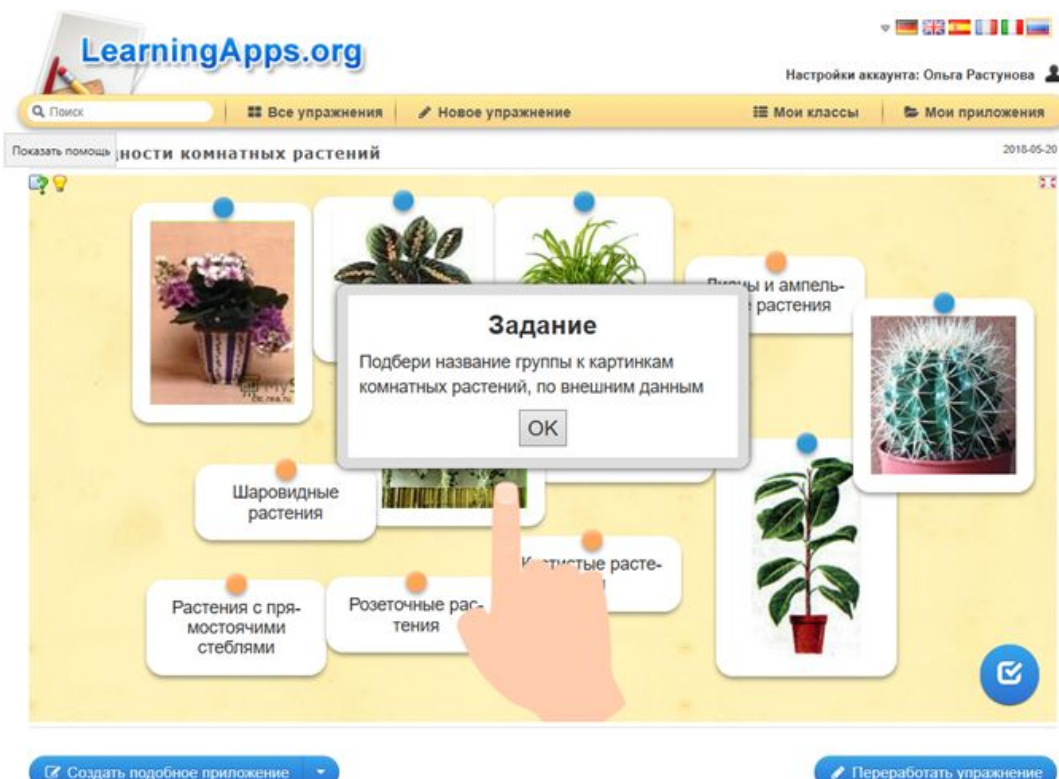 LearningApps.org
Настройки аккаунта: Ольга Растунова
Поиск
Все упражнения
Новое упражнение
Мои классы
Мои приложения
Показать помощь
ности комнатных растений
2018-05-20
и ампель-
растения
Задание
Подбери название группы к картинкам
комнатных растений, по внешним данным
OK
Шаровидные
растения
расте-
Растения с пря-
мостоячими
стеблями
Розеточные рас-
тения
Создать подобное приложение
Переработать упражнение